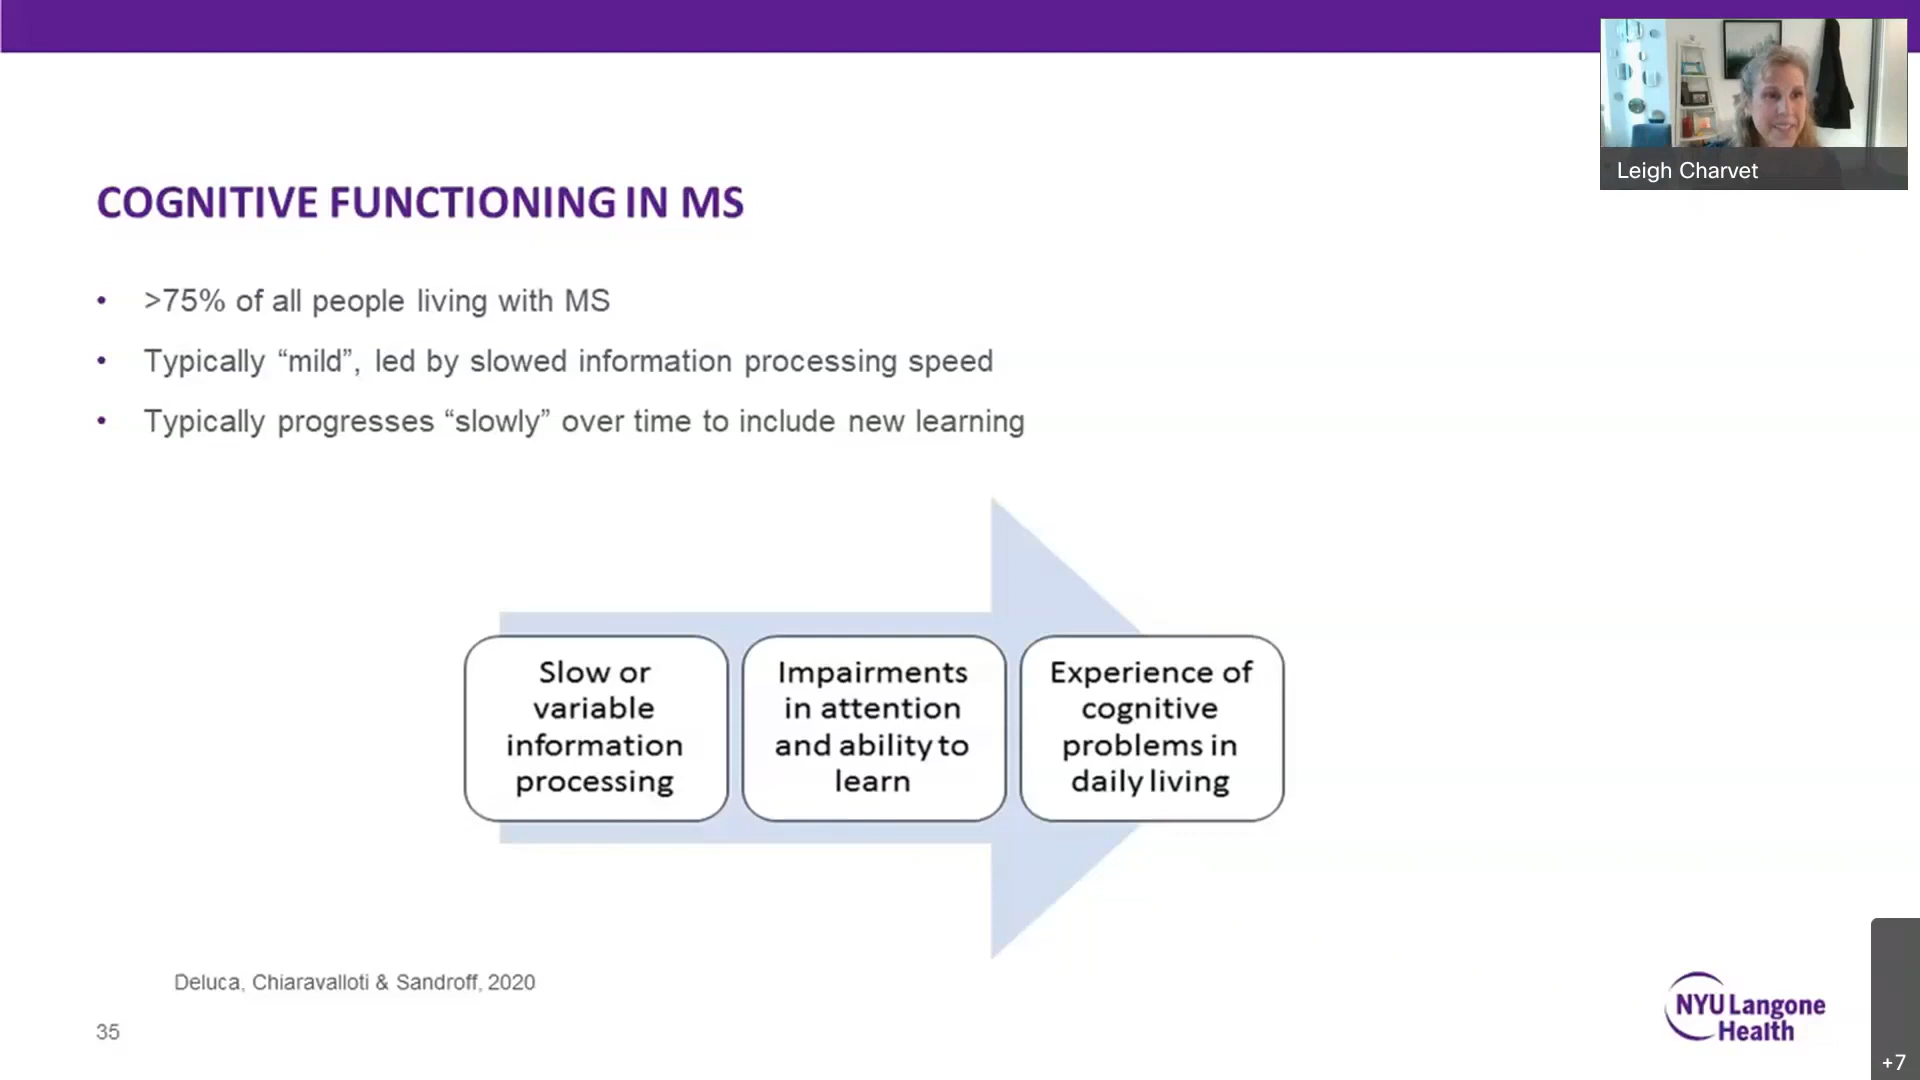 Leigh Charvet
COGNITIVE FUNCTIONING IN MS
• >75% of all people living with MS
• Typically “mild”, led by slowed information processing speed
• Typically progresses “slowly” over time to include new learning
Slow or
variable
information
processing
Impairments
in attention
and ability to
learn
Experience of
cognitive
problems in
daily living
Deluca, Chiaravalloti & Sandroff, 2020
35
NYU Langone
Health
+7